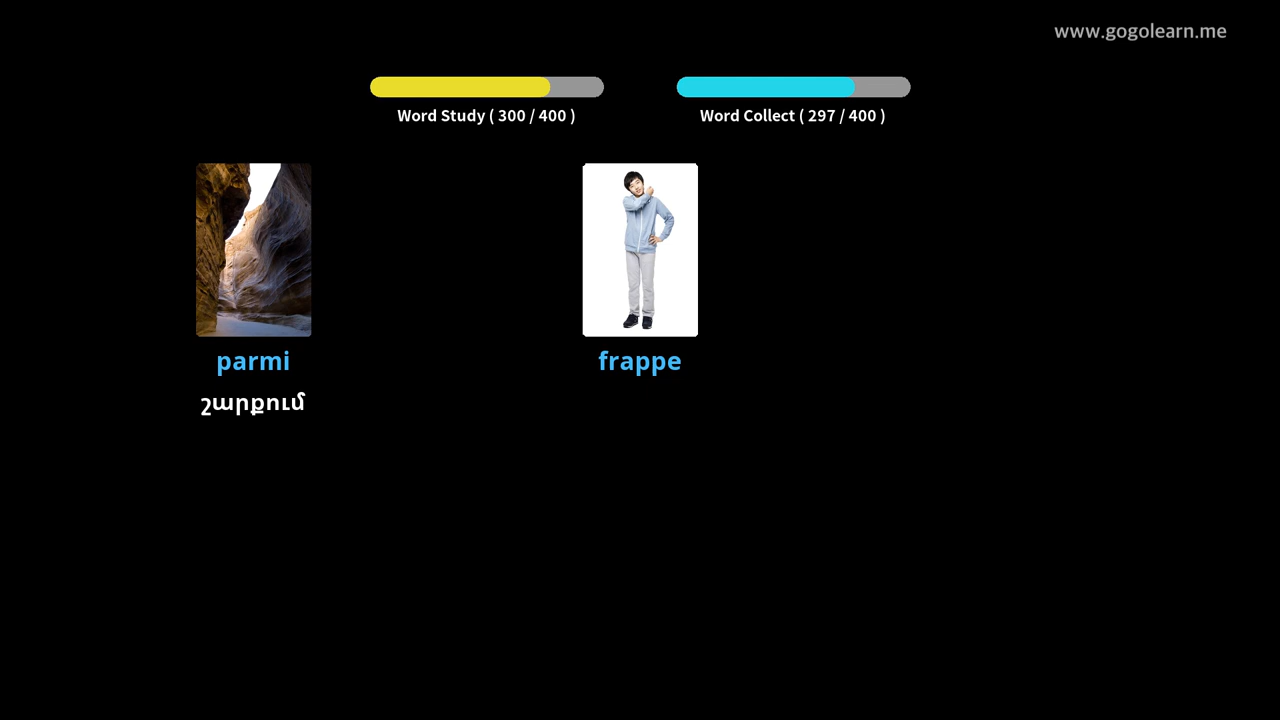 www.gogolearn.me
Word Study ( 300 / 400 )
Word Collect ( 297 / 400 )
parmi
frappe
շարքում